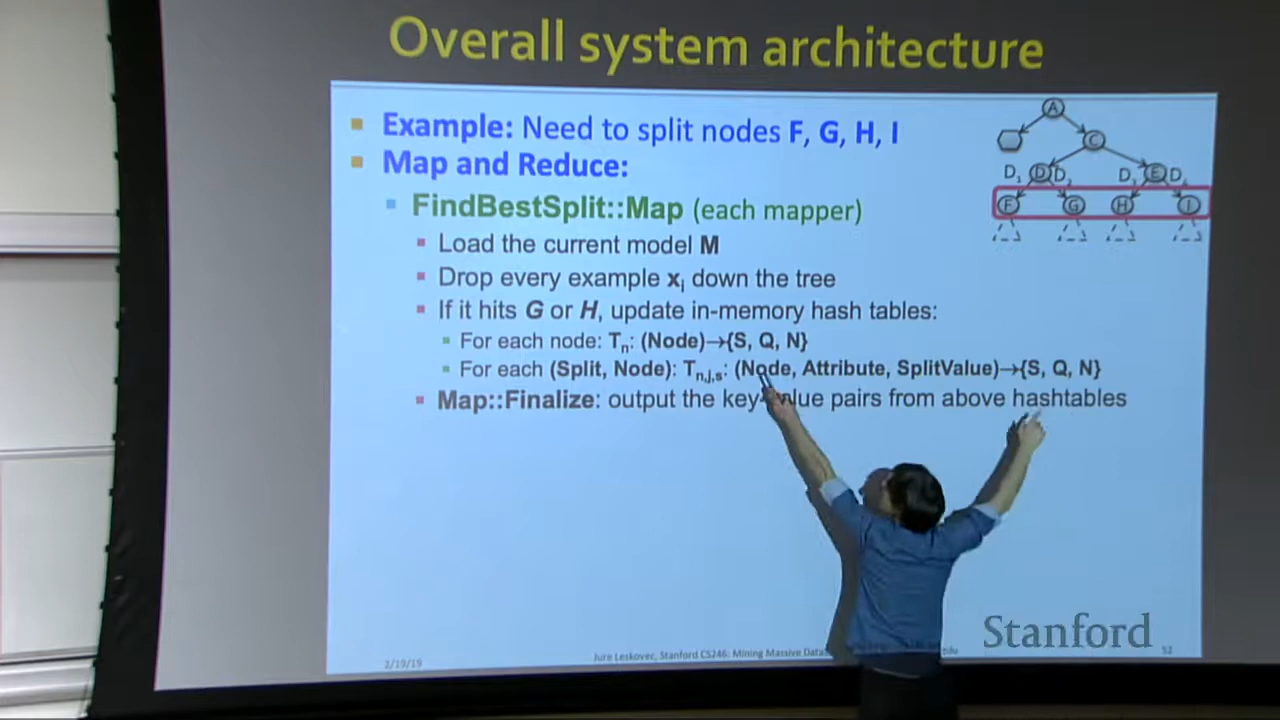 Overall system architecture
Example: Need to split nodes F, G, H, I
Map and Reduce:
FindBestSplit::Map (each mapper)
Load the current model M
Drop every example xi down the tree
If it hits G or H, update in-memory hash tables:
For each node: Tn: (Node)→{S, Q, N}
For each (Split, Node): Tn,j,s: (Node, Attribute, SplitValue)→{S, Q, N}
Map::Finalize: output the pairs from above hashtables
A
C
D1 D D2 E
F G H I
Stanford
2/19/19
Jure Leskovec, Stanford CS246: Mining Massive
52